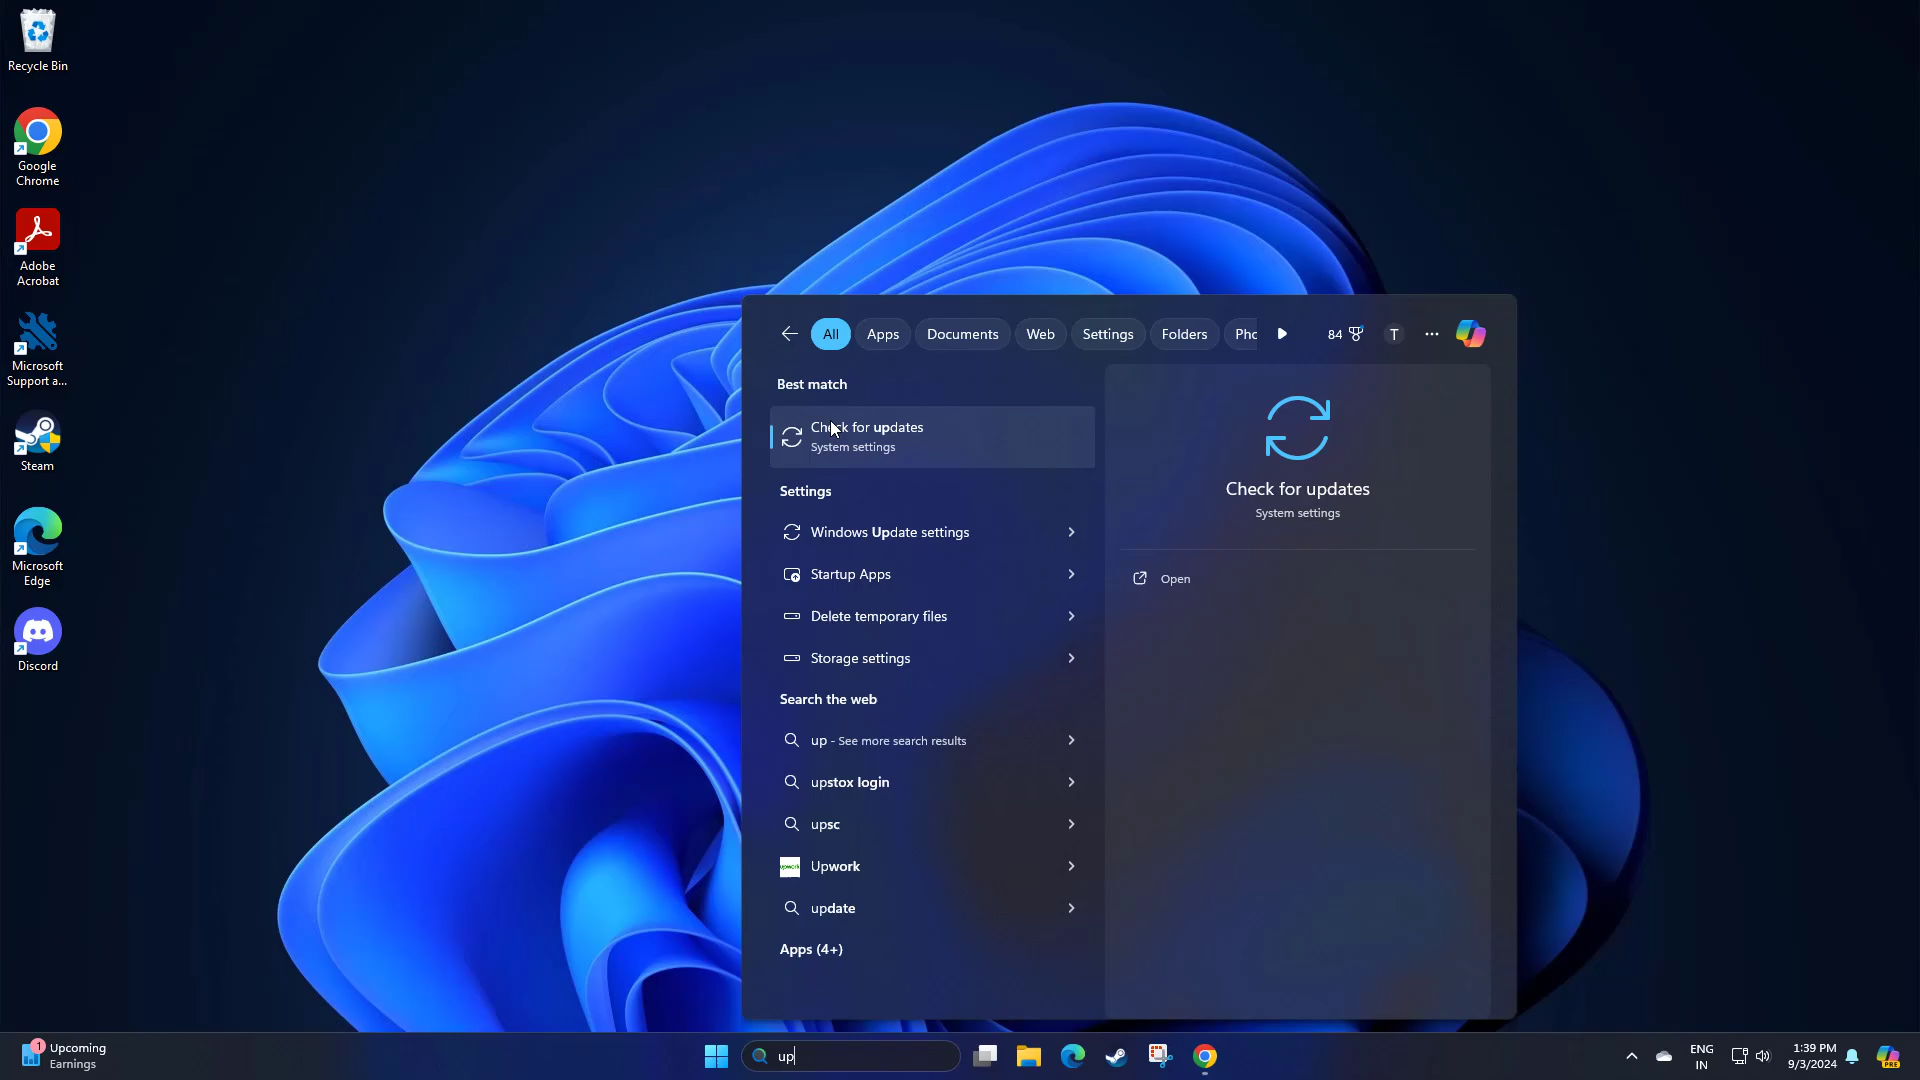 Recycle Bin
Google
Chrome
Adobe
Acrobat
Microsoft
Support a...
Steam
Microsoft
Edge
Discord
All
Apps
Documents
Web
Settings
Folders
Pho
84
T
Best match
Check for updates
System settings
Settings
Windows Update settings
Startup Apps
Delete temporary files
Storage settings
Search the web
up - See more search results
upstox login
upsc
Upwork
update
Apps (4+)
Check for updates
System settings
Open
1
Upcoming
Earnings
up
ENG
IN
1:39 PM
9/3/2024
PRE